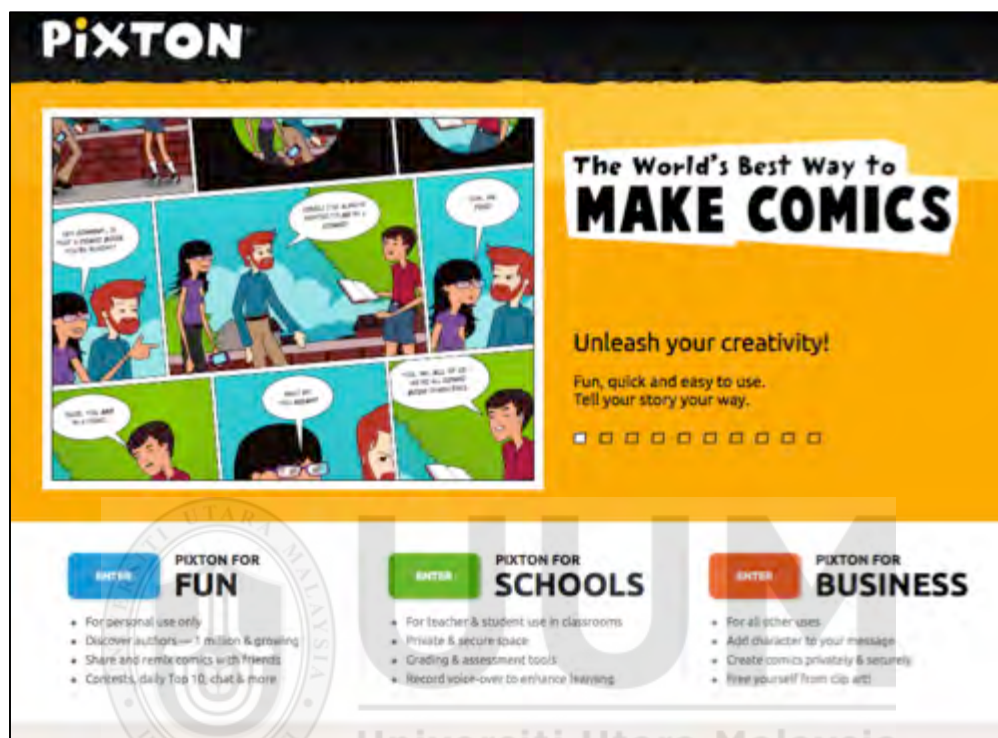 PiXTON
The World's Best Way to
MAKE COMICS
Unleash your creativity!
Fun, quick and easy to use.
Tell your story your way.
ENTER
PIXTON FOR
FUN
For personal use only
Discover authors — 1 million & growing
Share and remix comics with friends
Contests, daily Top 10, chat & more
ENTER
PIXTON FOR
SCHOOLS
For teacher & student use in classrooms
Private & secure space
Grading & assessment tools
Record voice-over to enhance learning
ENTER
PIXTON FOR
BUSINESS
For all other uses
Add character to your message
Create comics privately & securely
Free yourself from clip art!
UUM
Universiti Utara Malaysia
UNIVERSITI UTARA MALAYSIA